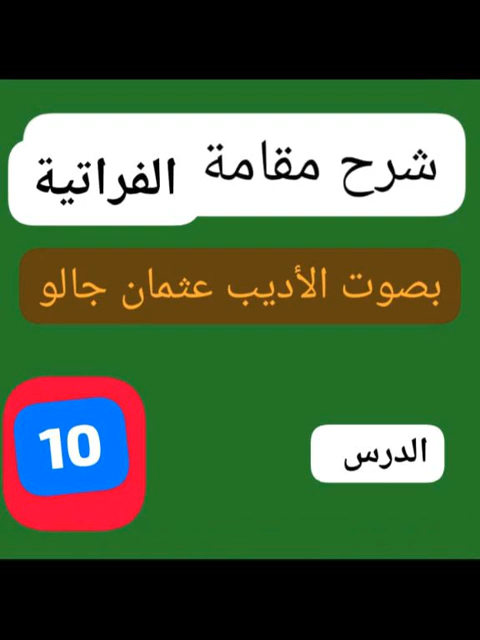 شرح مقامة الفراتية
بصوت الأديب عثمان جالو
الدرس 10